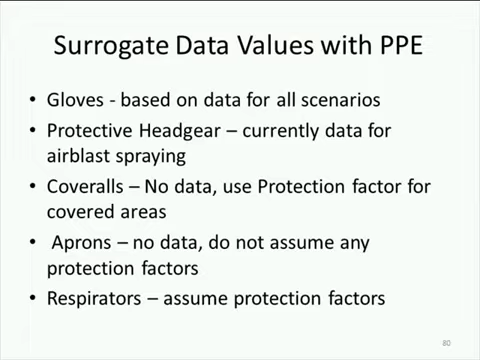 Surrogate Data Values with PPE
• Gloves - based on data for all scenarios
• Protective Headgear – currently data for
airblast spraying
• Coveralls – No data, use Protection factor for
covered areas
• Aprons – no data, do not assume any
protection factors
• Respirators – assume protection factors
80